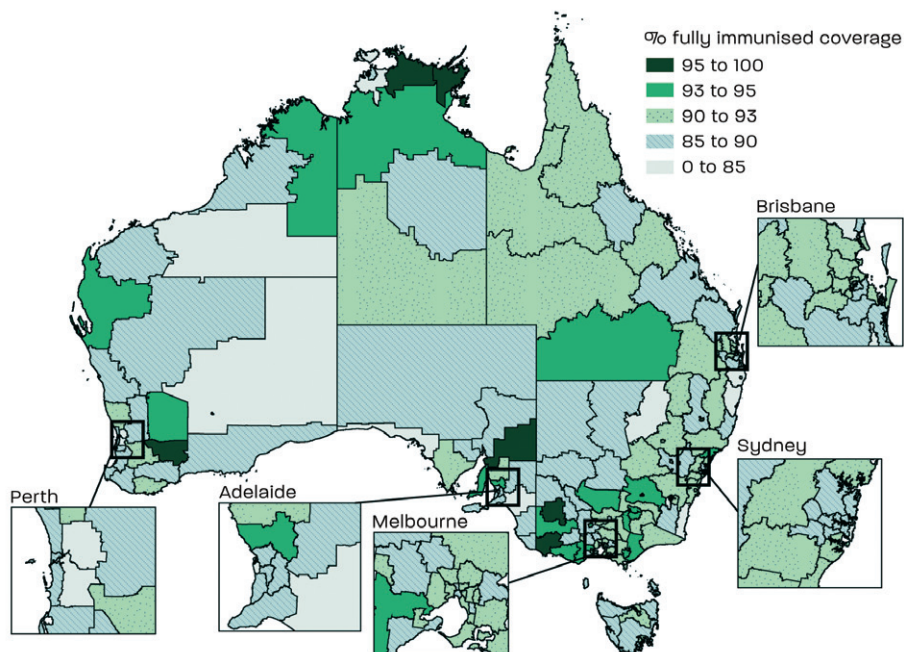 % fully immunised coverage
95 to 100
93 to 95
90 to 93
85 to 90
0 to 85
Brisbane
Sydney
Perth
Adelaide
Melbourne